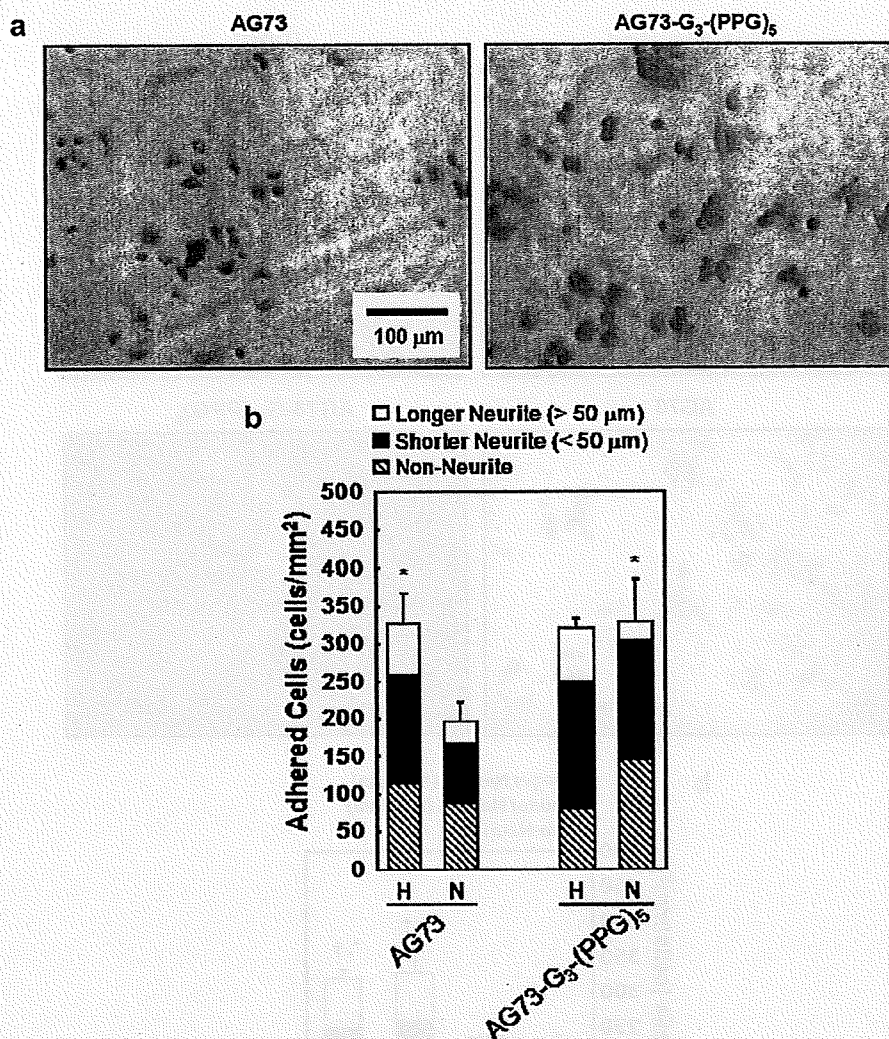 a
AG73
AG73-G₃-(PPG)₅
100 µm
b
Longer Neurite (> 50 µm)
Shorter Neurite (< 50 µm)
Non-Neurite
Adhered Cells (cells/mm²)
500
450
400
350
300
250
200
150
100
50
0
*
*
H
N
H
N
AG73
AG73-G₃-(PPG)₅